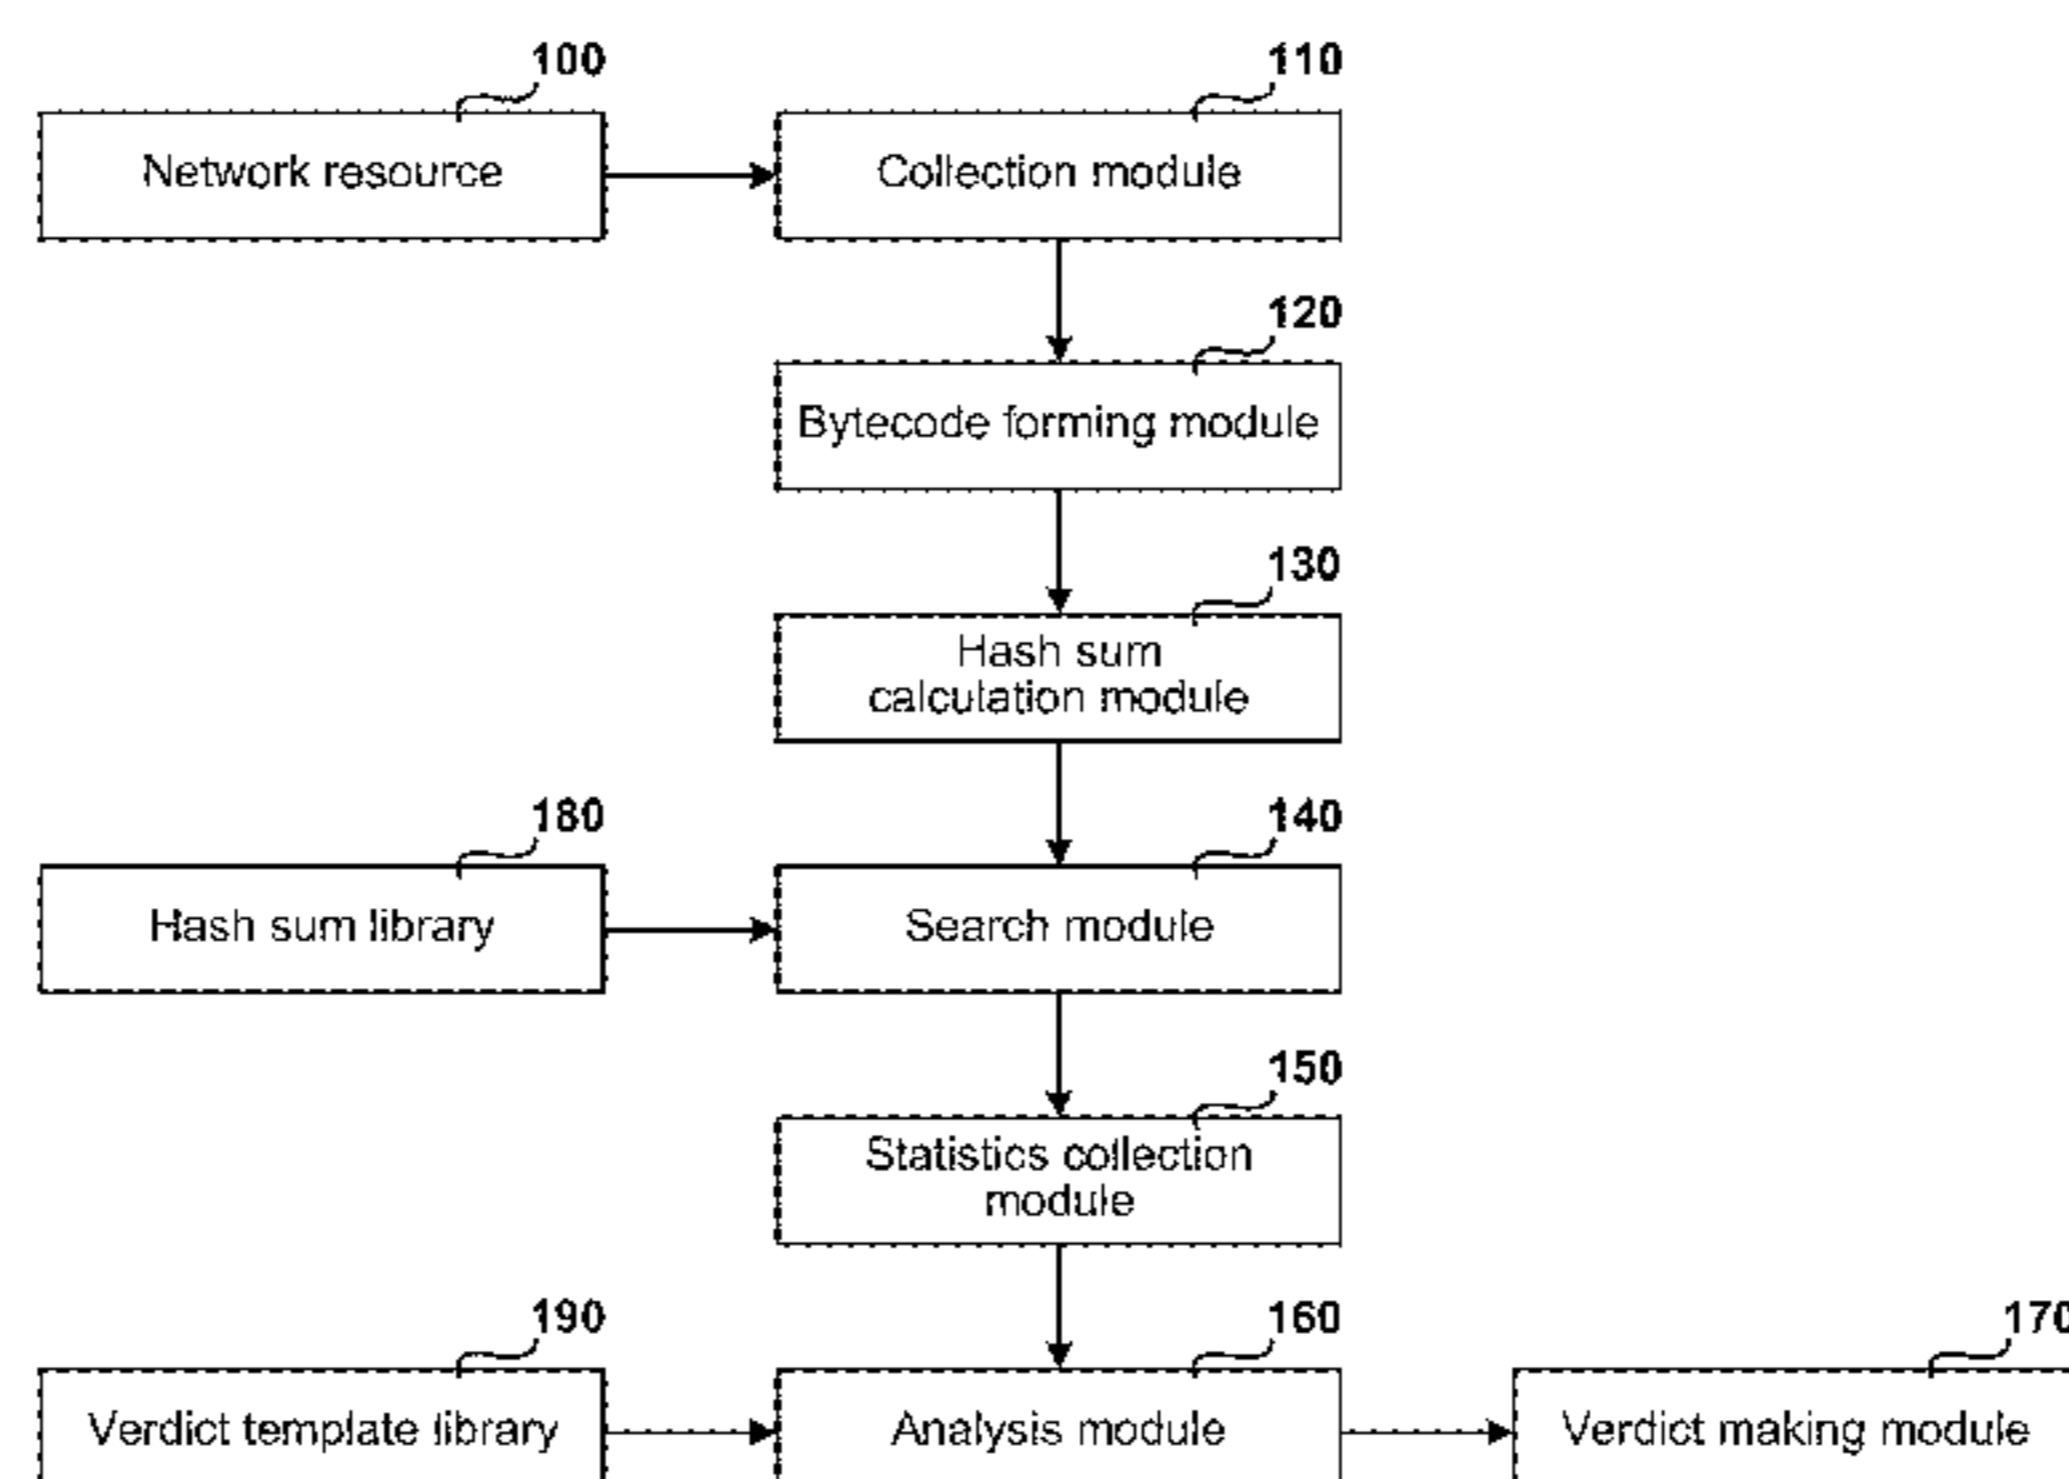 100
110
Network resource
Collection module
120
Bytecode forming module
130
Hash sum
calculation module
180
140
Hash sum library
Search module
150
Statistics collection
module
190
160
170
Verdict template library
Analysis module
Verdict making module